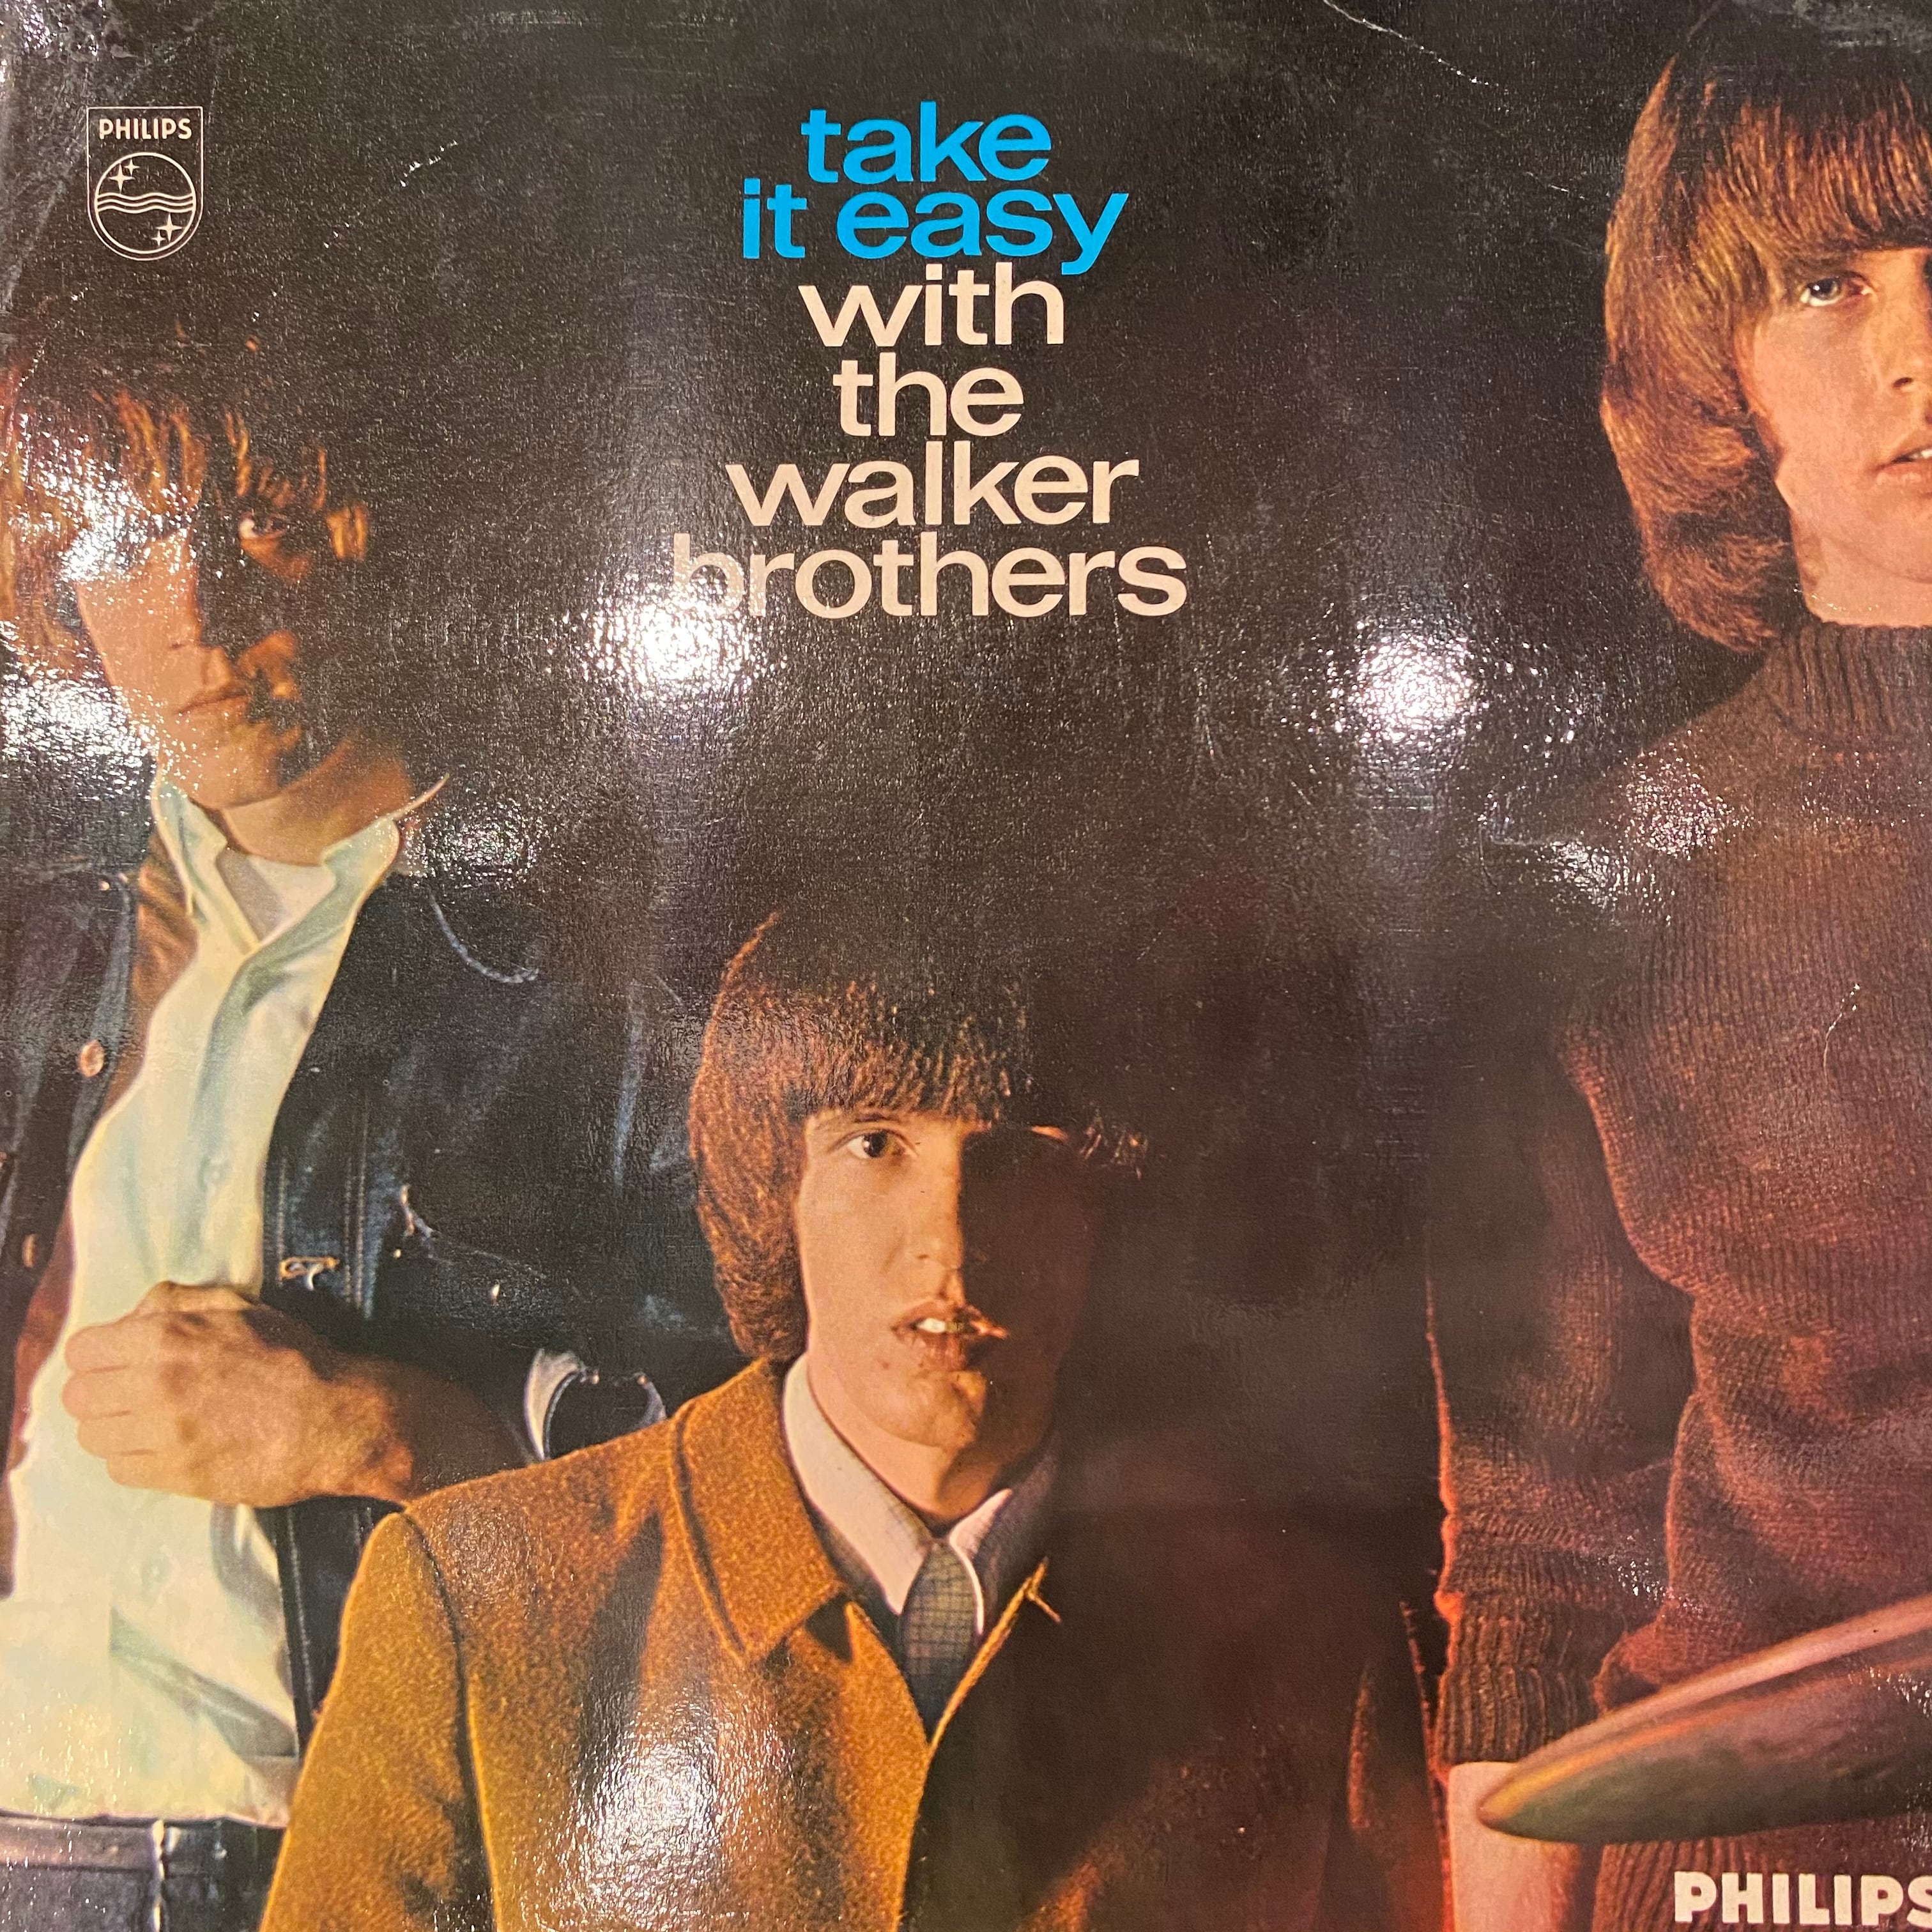 PHILIPS
take
it easy
with
the
walker
brothers
PHILIPS